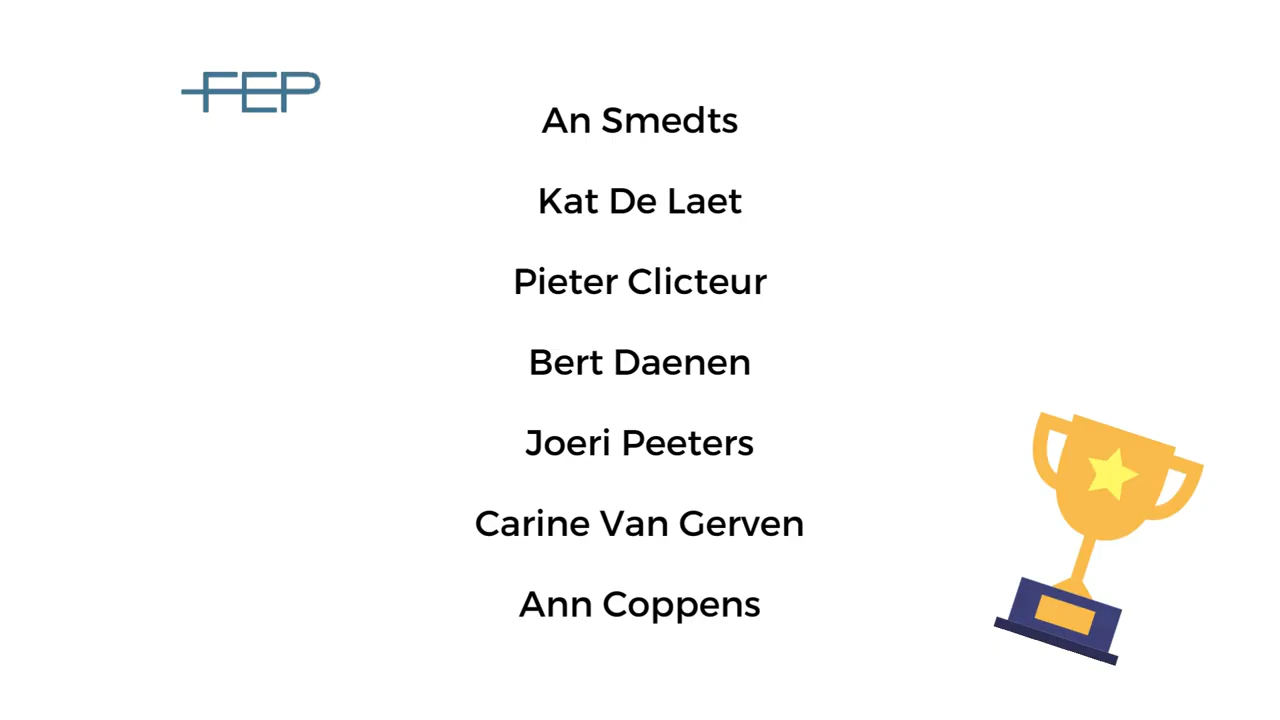 FEP
An Smedts
Kat De Laet
Pieter Clicteur
Bert Daenen
Joeri Peeters
Carine Van Gerven
Ann Coppens